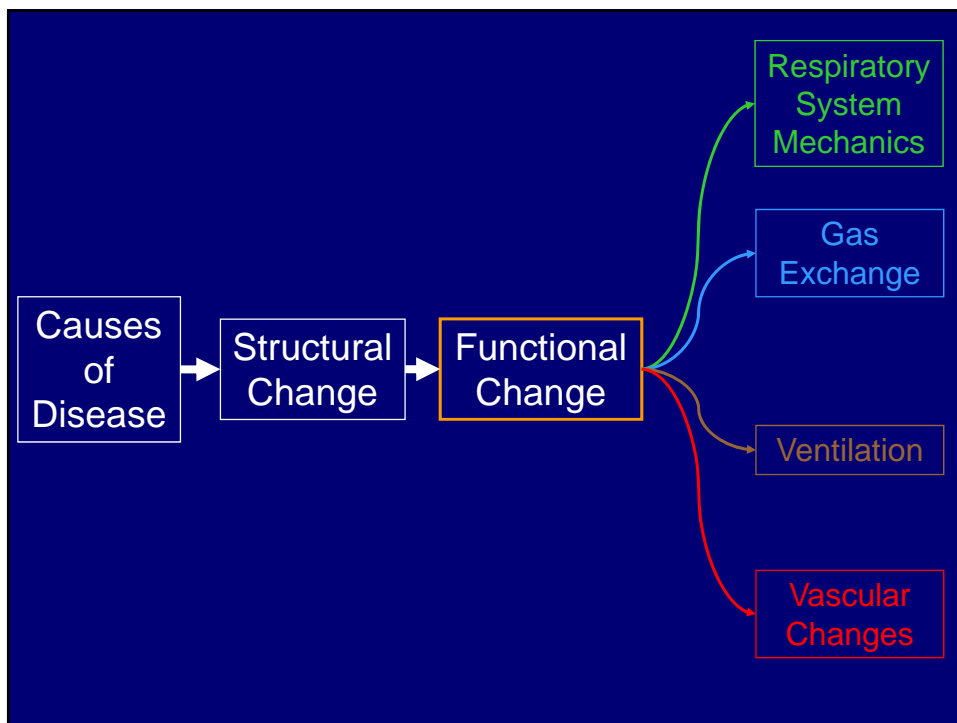 Causes
of
Disease
Structural
Change
Functional
Change
Respiratory
System
Mechanics
Gas
Exchange
Ventilation
Vascular
Changes